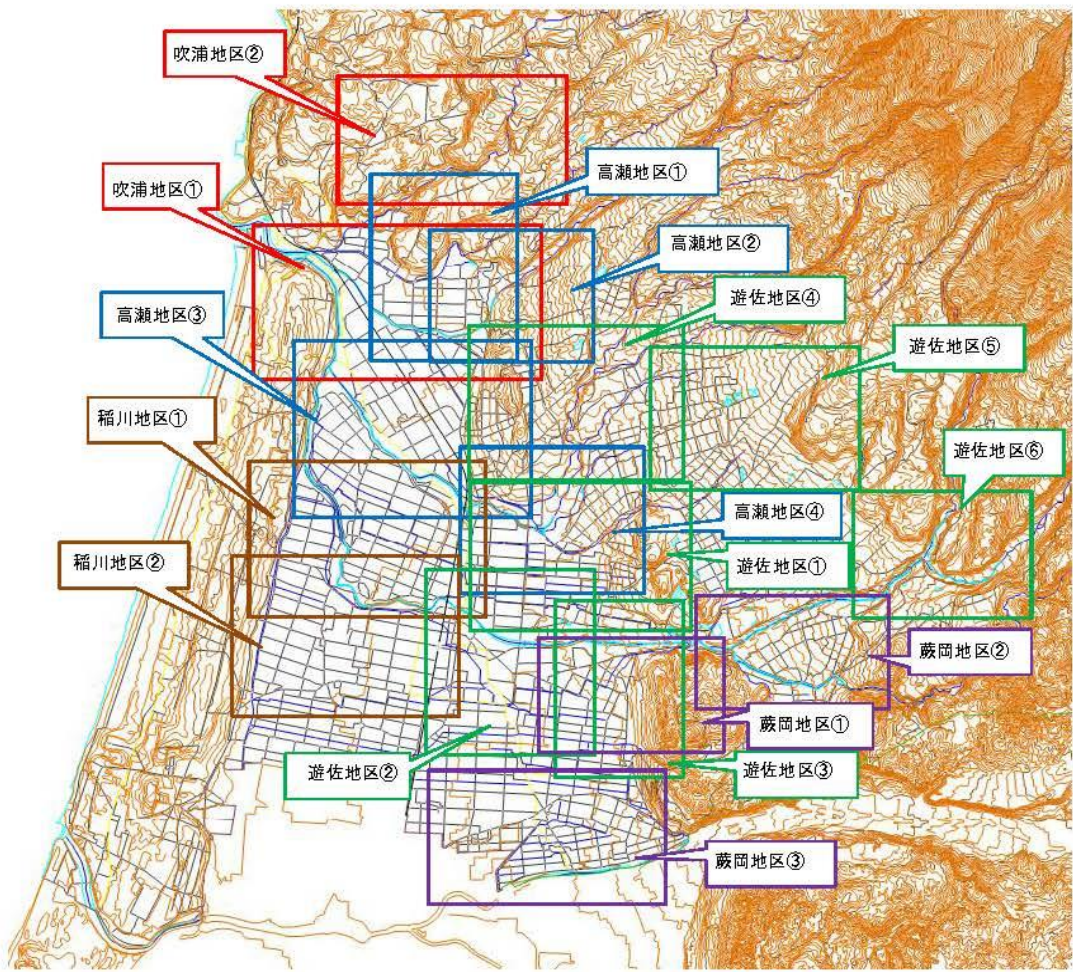 吹浦地区②
高瀬地区①
吹浦地区①
高瀬地区②
遊佐地区④
高瀬地区③
遊佐地区⑤
稲川地区①
遊佐地区⑥
高瀬地区④
稲川地区②
遊佐地区①
蕨岡地区②
蕨岡地区①
遊佐地区②
遊佐地区③
蕨岡地区③